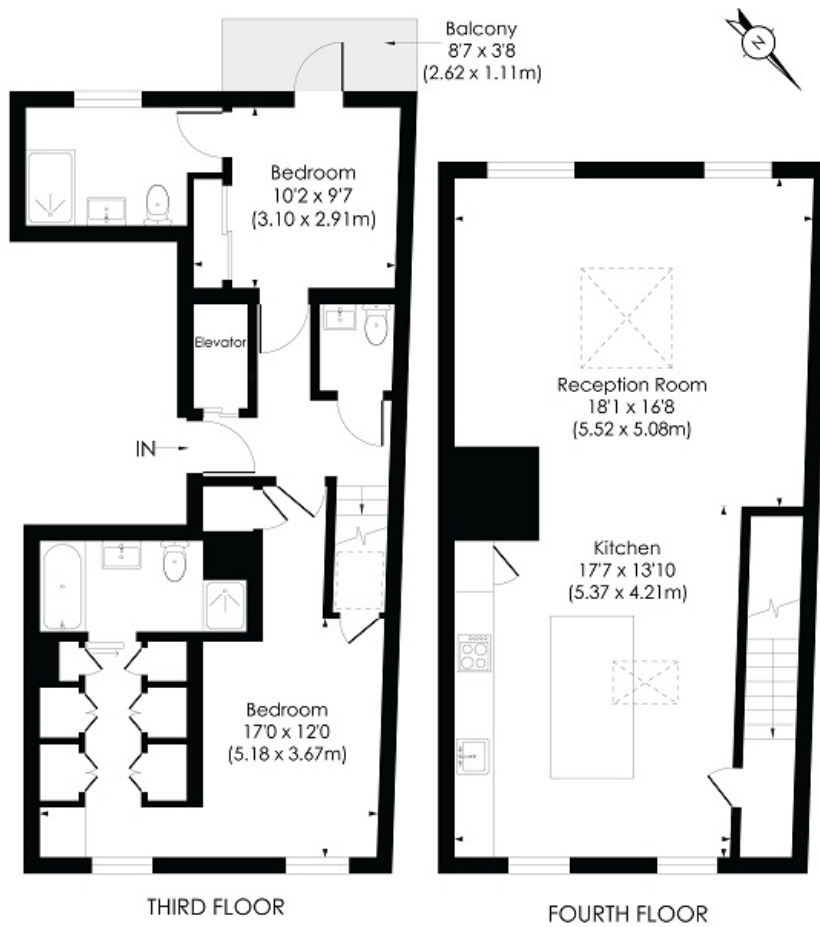 Balcony
8'7 x 3'8
(2.62 x 1.11m)
N
Bedroom
10'2 x 9'7
(3.10 x 2.91m)
Elevator
IN
Bedroom
17'0 x 12'0
(5.18 x 3.67m)
THIRD FLOOR
Reception Room
18'1 x 16'8
(5.52 x 5.08m)
Kitchen
17'7 x 13'10
(5.37 x 4.21m)
FOURTH FLOOR